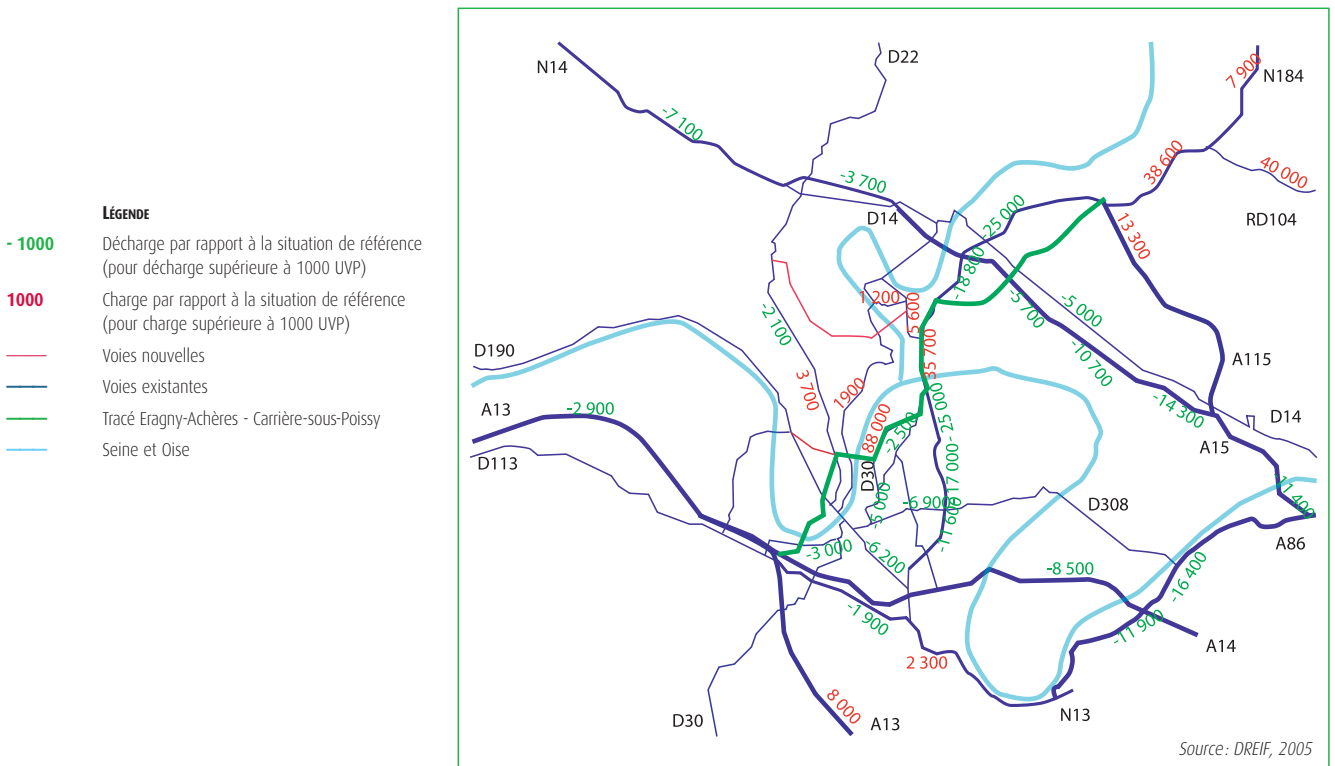 LÉGENDE
- 1000 Décharge par rapport à la situation de référence
(pour décharge supérieure à 1000 UVP)
1000 Charge par rapport à la situation de référence
(pour charge supérieure à 1000 UVP)
Voies nouvelles
Voies existantes
Tracé Eragny-Achères - Carrière-sous-Poissy
Seine et Oise
N14
D22
7 900
N184
-7 100
38 600
40 000
-3 700
RD104
D14
-25 000
13 300
-18 800
1 200
5 600
-5 700
-5 000
-2 100
35 700
-10 700
D190
A115
3 700
1900
A13
-2 900
-14 300
D14
88 000
-2 500
- 25 000
A15
D113
D30
17 000
11 400
-5 000
-6 900
-11 600
D308
A86
-3 000
-6 200
-8 500
-16 400
-1 900
-11 900
A14
2 300
8 000
D30
A13
N13
Source : DREIF, 2005